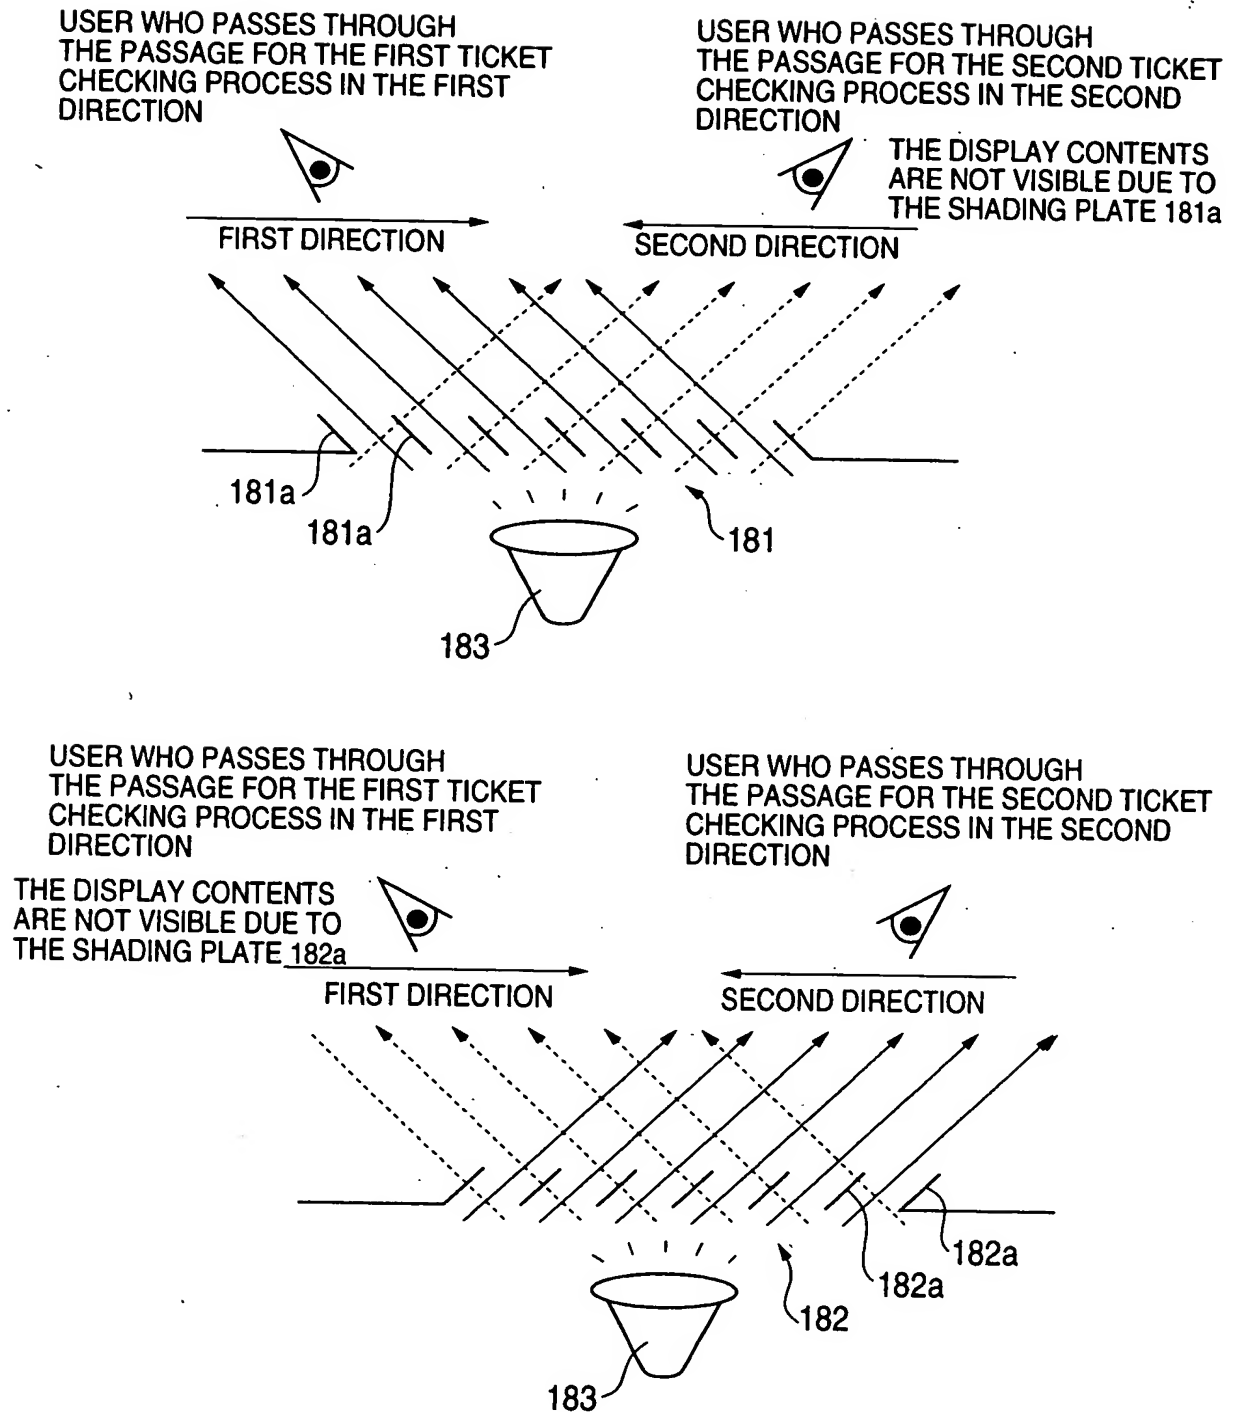 USER WHO PASSES THROUGH
THE PASSAGE FOR THE FIRST TICKET
CHECKING PROCESS IN THE FIRST
DIRECTION
USER WHO PASSES THROUGH
THE PASSAGE FOR THE SECOND TICKET
CHECKING PROCESS IN THE SECOND
DIRECTION
THE DISPLAY CONTENTS
ARE NOT VISIBLE DUE TO
THE SHADING PLATE 181a
FIRST DIRECTION
SECOND DIRECTION
181a
181a
181
183
USER WHO PASSES THROUGH
THE PASSAGE FOR THE FIRST TICKET
CHECKING PROCESS IN THE FIRST
DIRECTION
THE DISPLAY CONTENTS
ARE NOT VISIBLE DUE TO
THE SHADING PLATE 182a
USER WHO PASSES THROUGH
THE PASSAGE FOR THE SECOND TICKET
CHECKING PROCESS IN THE SECOND
DIRECTION
FIRST DIRECTION
SECOND DIRECTION
182a
182a
182
183